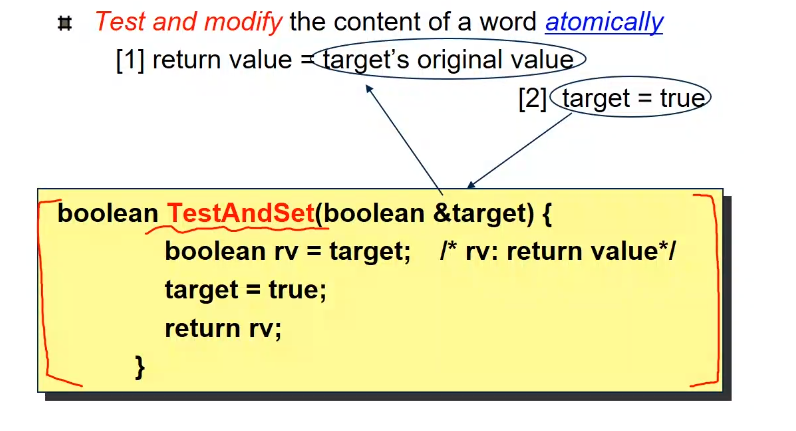 Test and modify the content of a word atomically
[1] return value = target's original value
[2] target = true
boolean TestAndSet(boolean &target) {
boolean rv = target; /* rv: return value*/
target = true;
return rv;
}